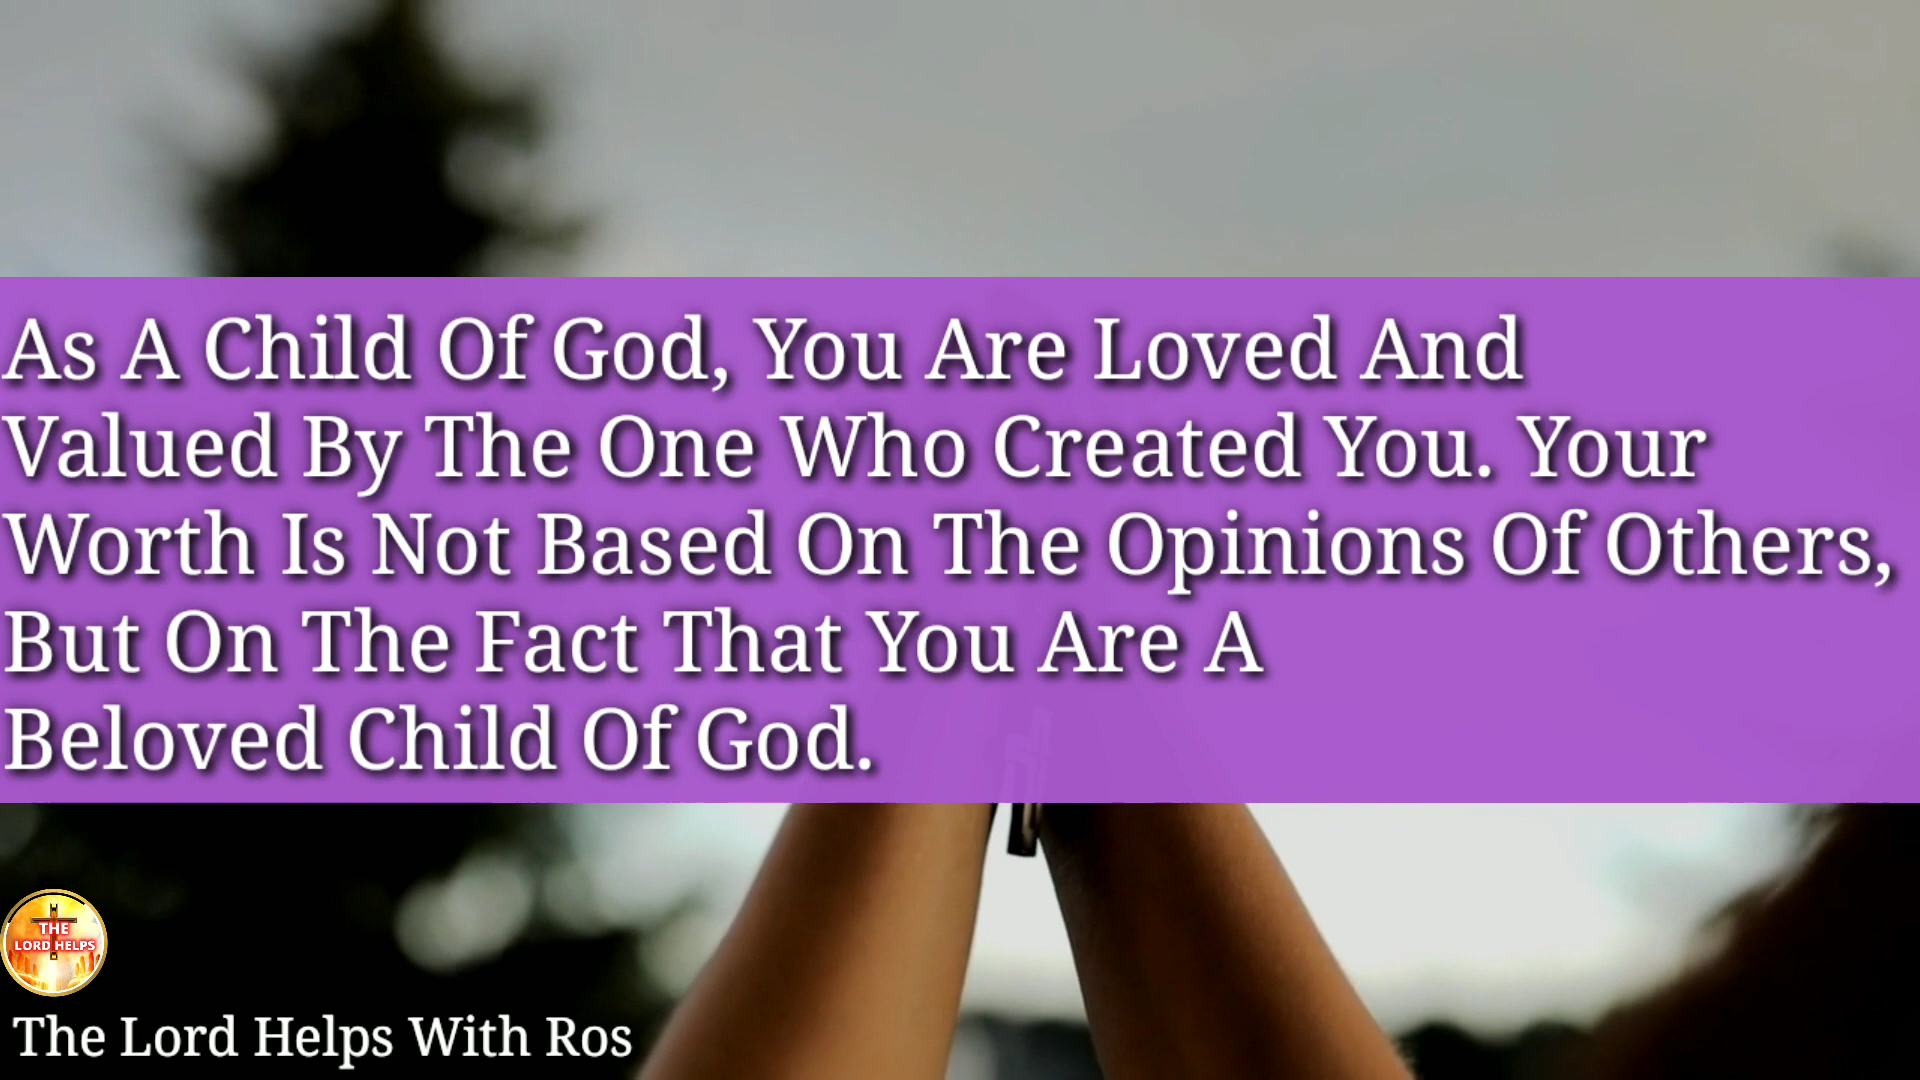 As A Child Of God, You Are Loved And
Valued By The One Who Created You. Your
Worth Is Not Based On The Opinions Of Others,
But On The Fact That You Are A
Beloved Child Of God.
THE
LORD HELPS
The Lord Helps With Ros